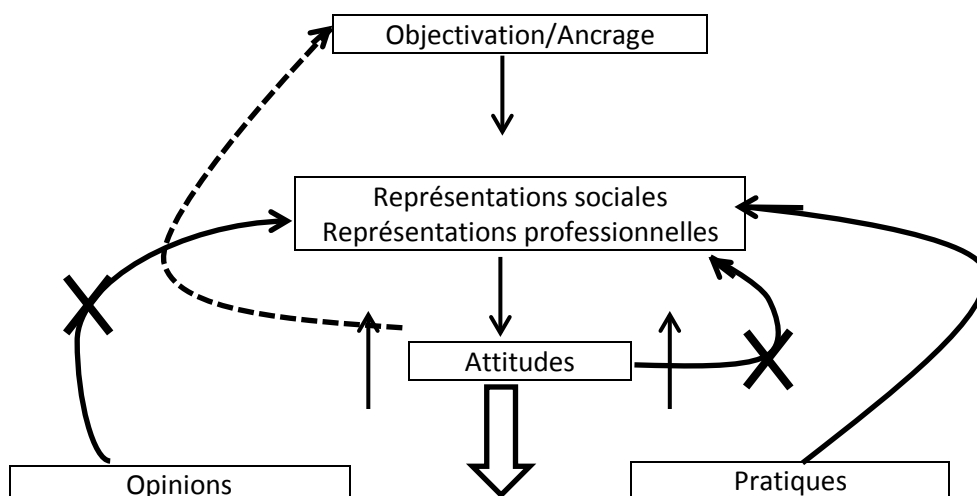 Objectivation/Ancrage
Représentations sociales
Représentations professionnelles
Attitudes
Opinions
Pratiques